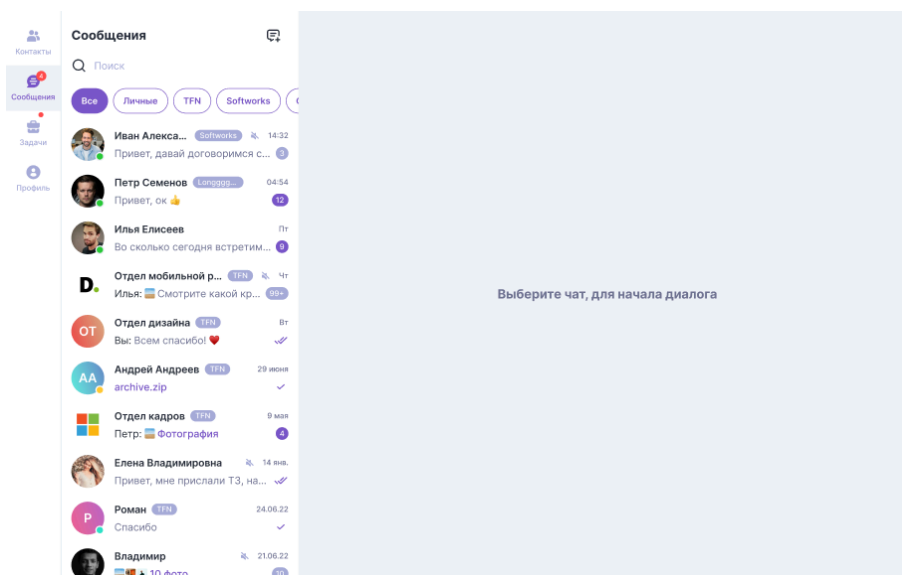 Контакты
4
Сообщения
Задачи
Профиль
Сообщения
Поиск
Все Личные TFN Softworks
Иван Алекса... Softworks 14:32
Привет, давай договоримся с... 3
Петр Семенов Longggg... 04:54
Привет, ок 👍 12
Илья Елисеев Пт
Во сколько сегодня встретим... 9
D. Отдел мобильной р... TFN Чт
Илья: Смотрите какой кр... 99+
ОТ Отдел дизайна TFN Вт
Вы: Всем спасибо! ❤️
АА Андрей Андреев TFN 29 июня
archive.zip
Отдел кадров TFN 9 мая
Петр: Фотография 4
Елена Владимировна 14 янв.
Привет, мне прислали ТЗ, на...
Р Роман TFN 24.06.22
Спасибо
Владимир 21.06.22
10 фото 10
Выберите чат, для начала диалога